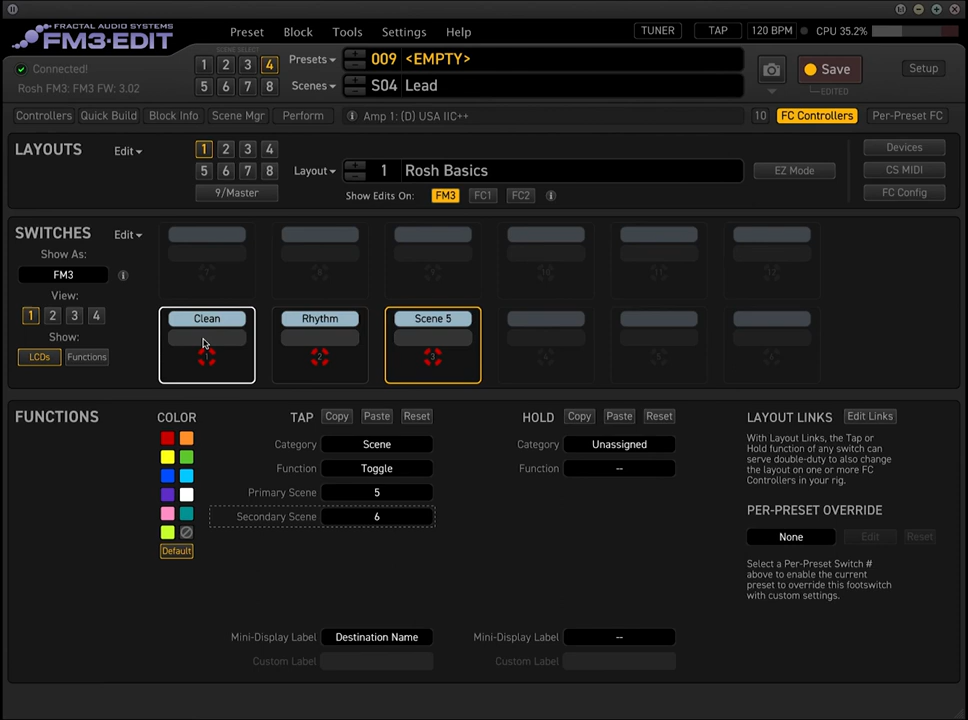 FRACTAL AUDIO SYSTEMS
FM3-EDIT
Preset Block Tools Settings Help
TUNER TAP 120 BPM CPU 35.2%
Connected!
Rosh FM3: FM3 FW: 3.02
SCENE SELECT
1 2 3 4
5 6 7 8
Presets 009 <EMPTY>
Scenes S04 Lead
Save
EDITED
Setup
Controllers Quick Build Block Info Scene Mgr Perform
Amp 1: (D) USA IIC++
10 FC Controllers Per-Preset FC
LAYOUTS Edit
1 2 3 4
5 6 7 8
9/Master
Layout 1 Rosh Basics
EZ Mode
Show Edits On: FM3 FC1 FC2
Devices
CS MIDI
FC Config
SWITCHES Edit
Show As:
FM3
View:
1 2 3 4
Show:
LCDs Functions
Clean Rhythm Scene 5
1 2 3
FUNCTIONS
COLOR
Default
TAP Copy Paste Reset
Category Scene
Function Toggle
Primary Scene 5
Secondary Scene 6
Mini-Display Label Destination Name
Custom Label
HOLD Copy Paste Reset
Category Unassigned
Function --
Mini-Display Label --
Custom Label
LAYOUT LINKS Edit Links
With Layout Links, the Tap or
Hold function of any switch can
serve double-duty to also change
the layout on one or more FC
Controllers in your rig.
PER-PRESET OVERRIDE
None Edit Reset
Select a Per-Preset Switch #
above to enable the current
preset to override this footswitch
with custom settings.